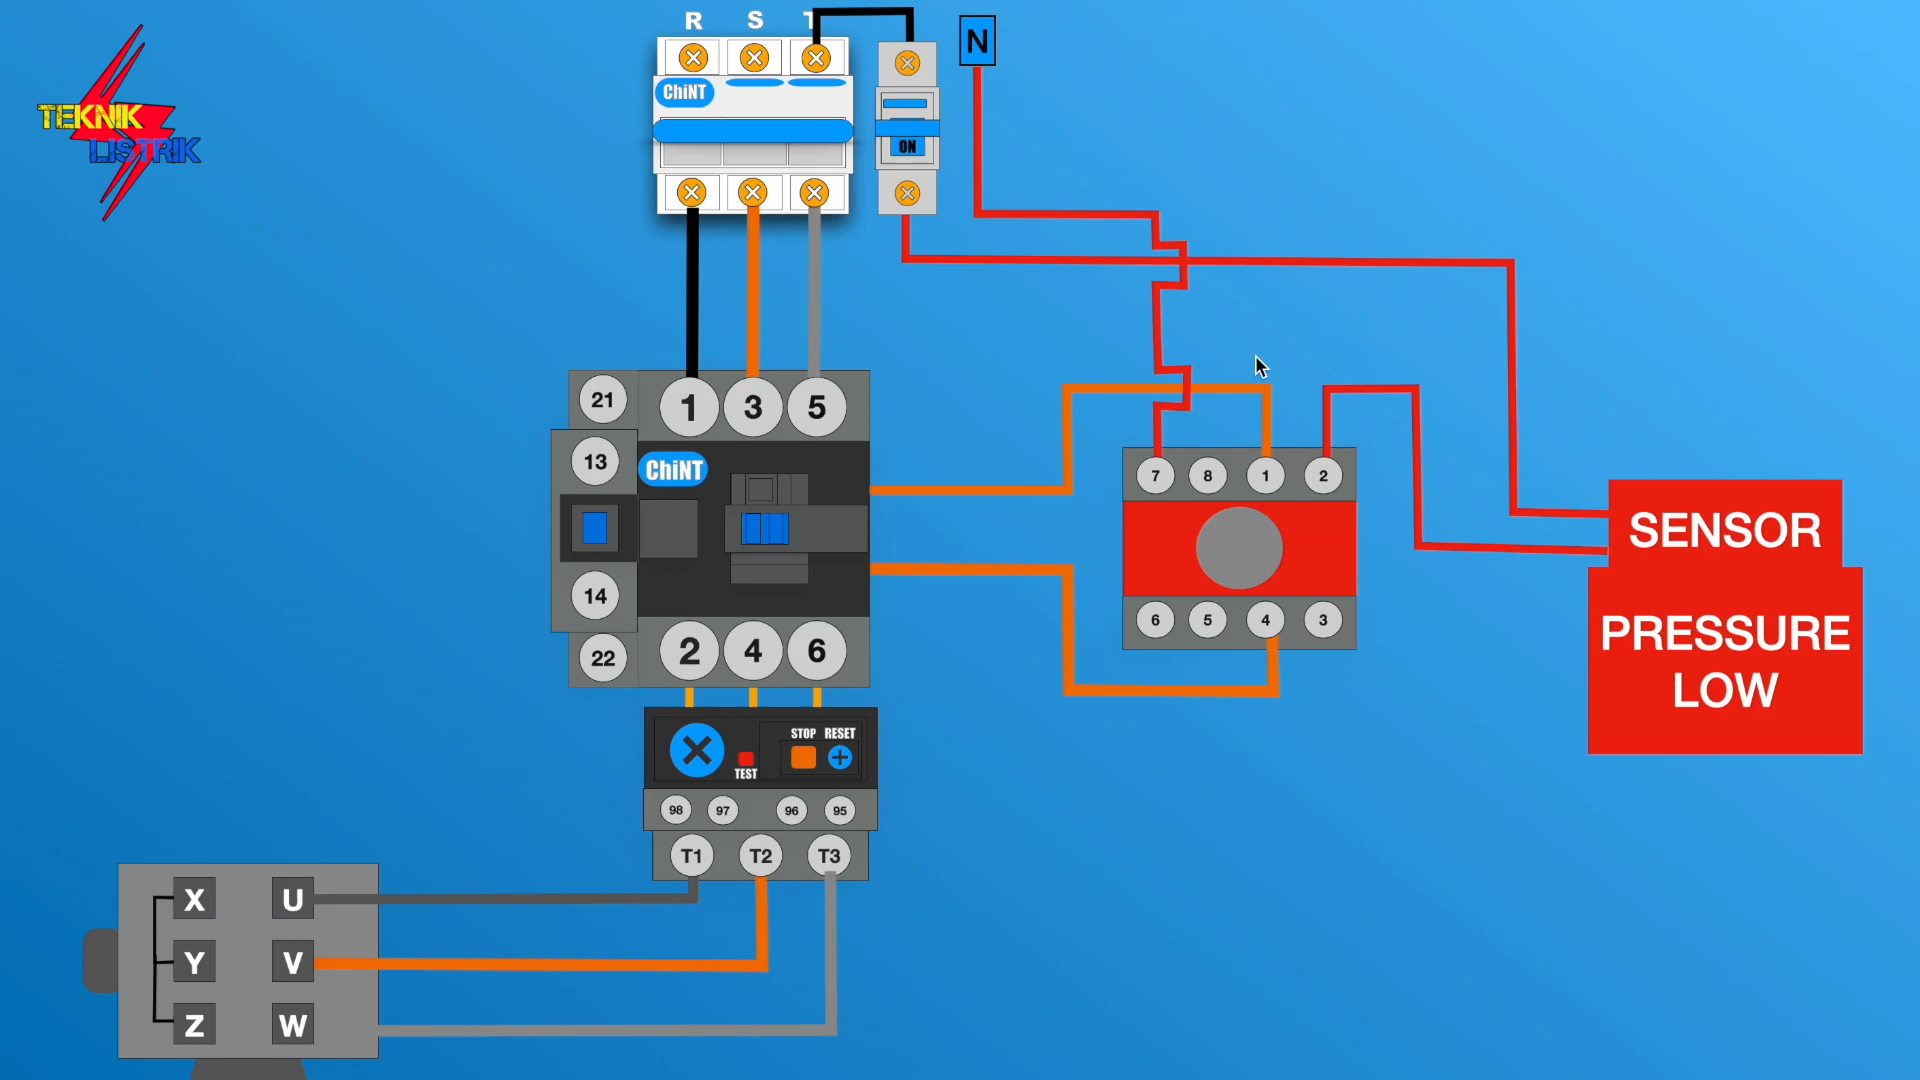 TEKNIK
LISTRIK
R S T
N
ChiNT
ON
21 1 3 5
13
ChiNT
14
22 2 4 6
7 8 1 2
6 5 4 3
SENSOR
PRESSURE
LOW
STOP RESET
TEST
98 97 96 95
T1 T2 T3
X U
Y V
Z W